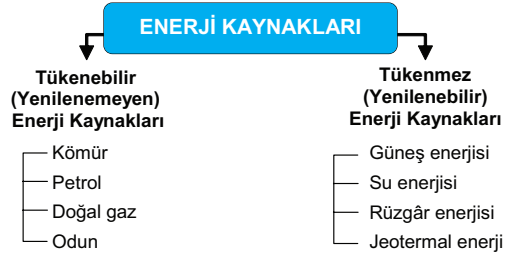 ENERJİ KAYNAKLARI
Tükenebilir
(Yenilenemeyen)
Enerji Kaynakları
Kömür
Petrol
Doğal gaz
Odun
Tükenmez
(Yenilenebilir)
Enerji Kaynakları
Güneş enerjisi
Su enerjisi
Rüzgâr enerjisi
Jeotermal enerji